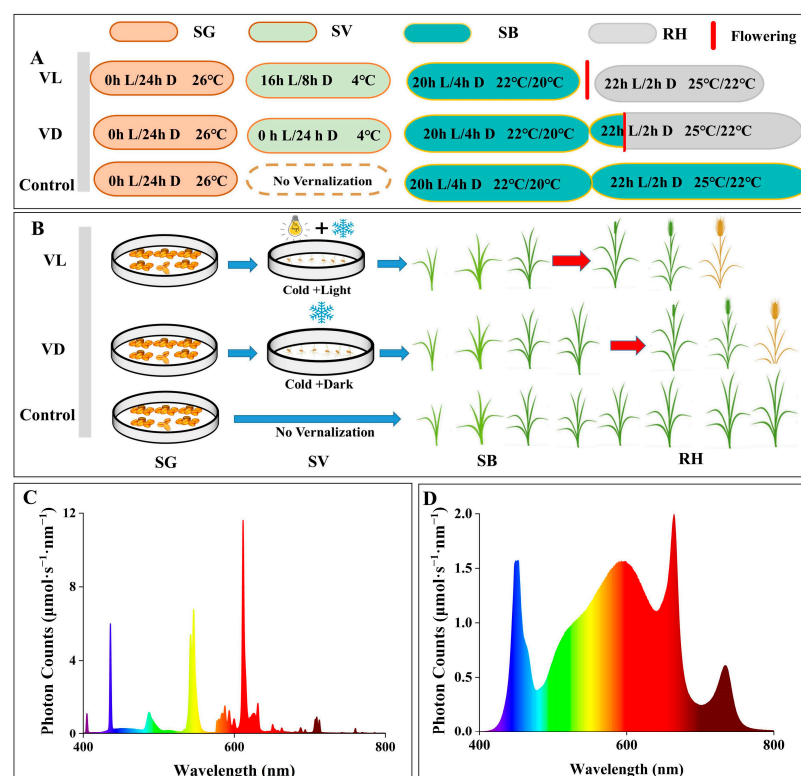 SG SV SB RH Flowering
A
VL 0h L/24h D 26℃ 16h L/8h D 4℃ 20h L/4h D 22℃/20℃ 22h L/2h D 25℃/22℃
VD 0h L/24h D 26℃ 0 h L/24 h D 4℃ 20h L/4h D 22℃/20℃ 22h L/2h D 25℃/22℃
Control 0h L/24h D 26℃ No Vernalization 20h L/4h D 22℃/20℃ 22h L/2h D 25℃/22℃
B
VL + Cold +Light
VD Cold +Dark
Control No Vernalization
SG SV SB RH
C
Photon Counts (μmol·s⁻¹·nm⁻¹)
12
8
4
0
400 600 800
Wavelength (nm)
D
Photon Counts (μmol·s⁻¹·nm⁻¹)
2.0
1.5
1.0
0.5
0.0
400 600 800
Wavelength (nm)